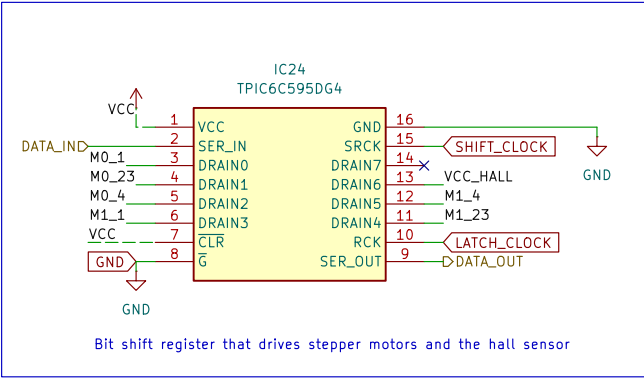 IC24
TPIC6C595DG4
VCC
1 VCC GND 16
DATA_IN 2 SER_IN SRCK 15 SHIFT_CLOCK
M0_1 3 DRAIN0 DRAIN7 14
M0_23 4 DRAIN1 DRAIN6 13 VCC_HALL
M0_4 5 DRAIN2 DRAIN5 12 M1_4
M1_1 6 DRAIN3 DRAIN4 11 M1_23
VCC 7 CLR RCK 10 LATCH_CLOCK
GND 8 G SER_OUT 9 DATA_OUT
GND
GND
Bit shift register that drives stepper motors and the hall sensor